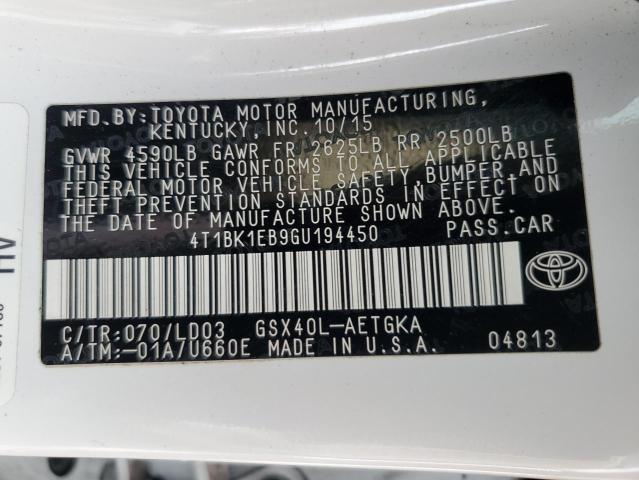 MFD.BY:TOYOTA MOTOR MANUFACTURING,
KENTUCKY,INC.10/15
GVWR 4590LB GAWR FR 2625LB RR 2500LB
THIS VEHICLE CONFORMS TO ALL APPLICABLE
FEDERAL MOTOR VEHICLE SAFETY,BUMPER,AND
THEFT PREVENTION STANDARDS IN EFFECT ON
THE DATE OF MANUFACTURE SHOWN ABOVE.
4T1BK1EB9GU194450 PASS.CAR
C/TR:070/LD03 GSX40L-AETGKA
A/TM:-01A/U660E MADE IN U.S.A. 04813